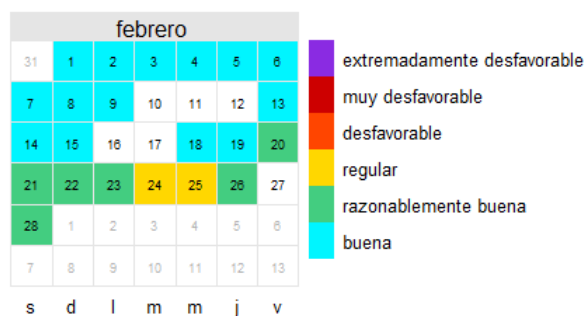 febrero
31 1 2 3 4 5 6
7 8 9 10 11 12 13
14 15 16 17 18 19 20
21 22 23 24 25 26 27
28 1 2 3 4 5 6
7 8 9 10 11 12 13
s d l m m j v
extremadamente desfavorable
muy desfavorable
desfavorable
regular
razonablemente buena
buena